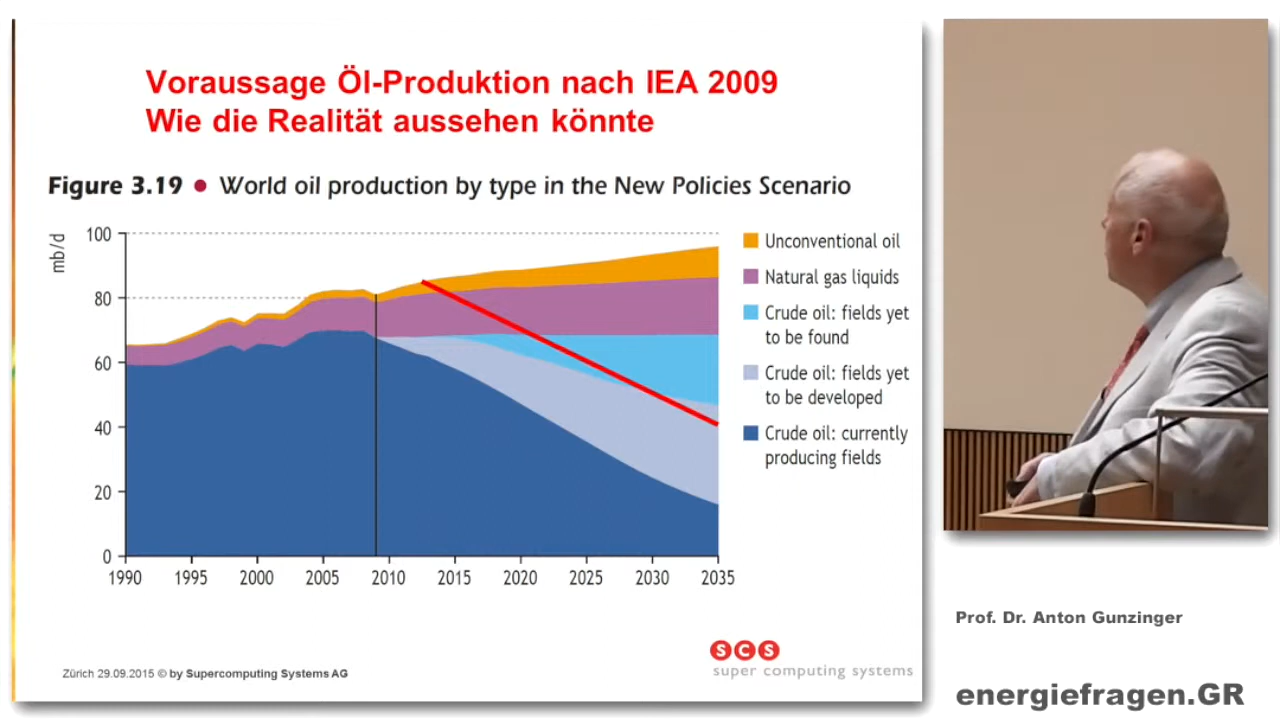 Voraussage Öl-Produktion nach IEA 2009
Wie die Realität aussehen könnte
Figure 3.19 ● World oil production by type in the New Policies Scenario
mb/d
100
80
60
40
20
0
1990 1995 2000 2005 2010 2015 2020 2025 2030 2035
Unconventional oil
Natural gas liquids
Crude oil: fields yet
to be found
Crude oil: fields yet
to be developed
Crude oil: currently
producing fields
Zürich 29.09.2015 © by Supercomputing Systems AG
SCS
super computing systems
Prof. Dr. Anton Gunzinger
energiefragen.GR